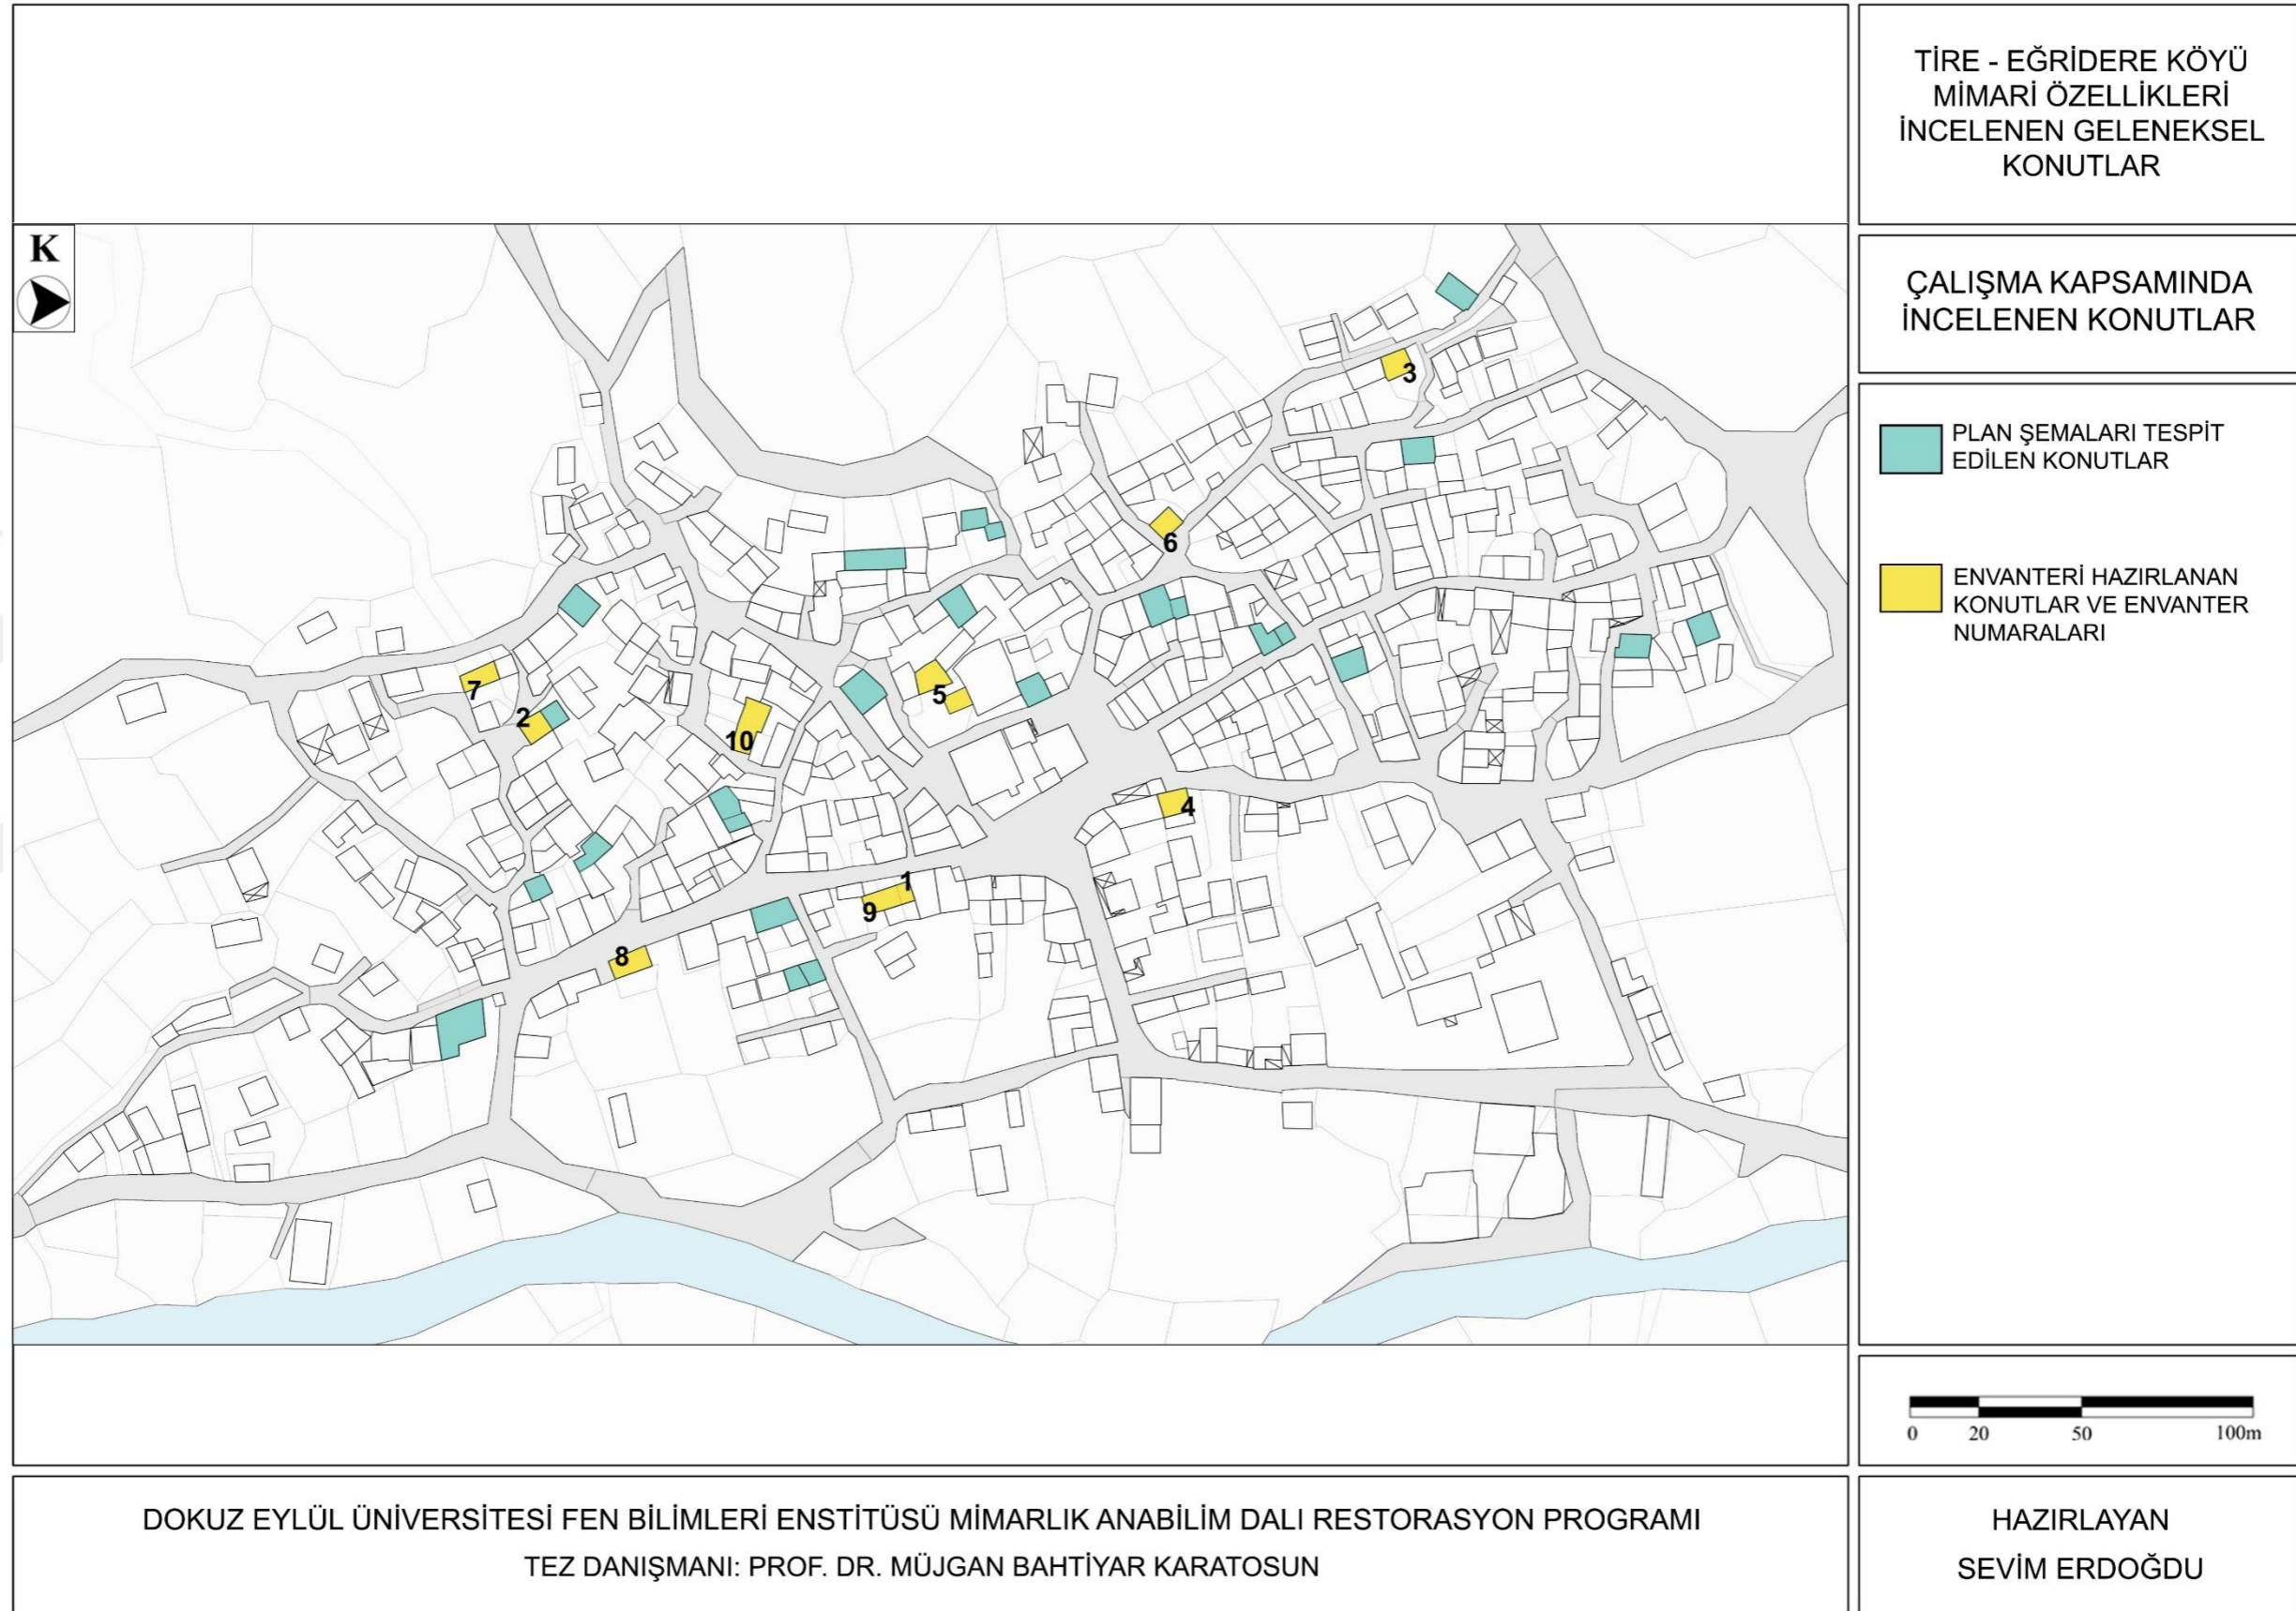 TİRE - EĞRİDERE KÖYÜ
MİMARİ ÖZELLİKLERİ
İNCELENEN GELENEKSEL
KONUTLAR
K
ÇALIŞMA KAPSAMINDA
İNCELENEN KONUTLAR
PLAN ŞEMALARI TESPİT
EDİLEN KONUTLAR
ENVANTERİ HAZIRLANAN
KONUTLAR VE ENVANTER
NUMARALARI
3
6
7
5
2
10
4
1
9
8
0 20 50 100m
DOKUZ EYLÜL ÜNİVERSİTESİ FEN BİLİMLERİ ENSTİTÜSÜ MİMARLIK ANABİLİM DALI RESTORASYON PROGRAMI
TEZ DANIŞMANI: PROF. DR. MÜJGAN BAHTİYAR KARATOSUN
HAZIRLAYAN
SEVİM ERDOĞDU